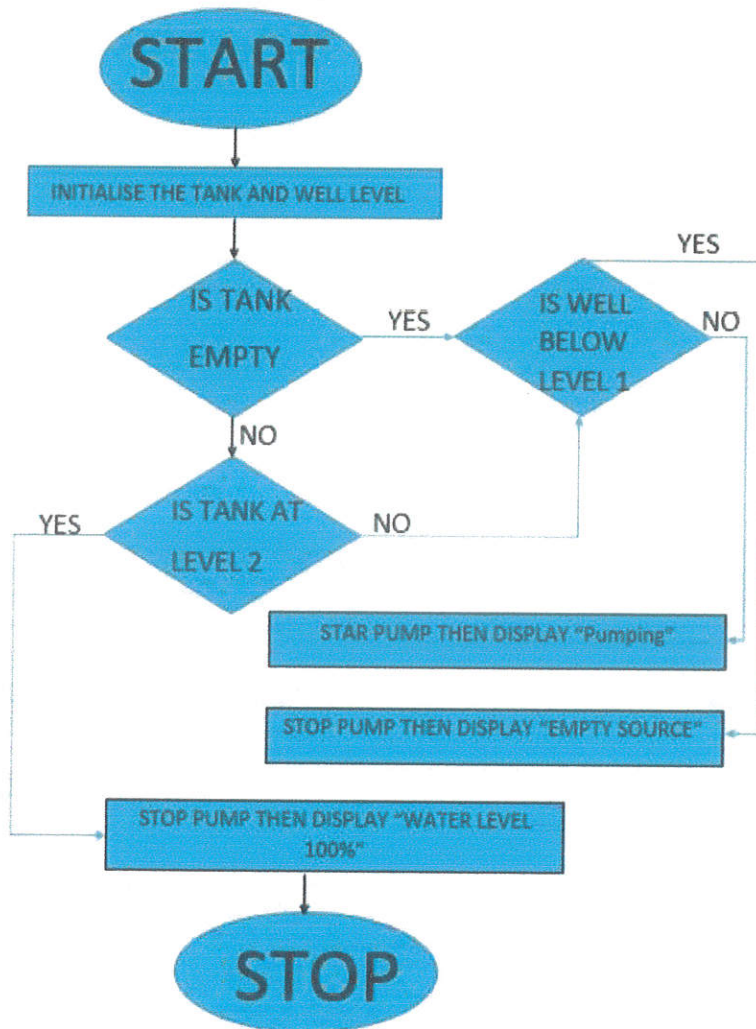 START
INITIALISE THE TANK AND WELL LEVEL
IS TANK
EMPTY
YES
IS WELL
BELOW
LEVEL 1
YES
NO
NO
IS TANK AT
LEVEL 2
YES
NO
STAR PUMP THEN DISPLAY "Pumping"
STOP PUMP THEN DISPLAY "EMPTY SOURCE"
STOP PUMP THEN DISPLAY "WATER LEVEL
100%"
STOP